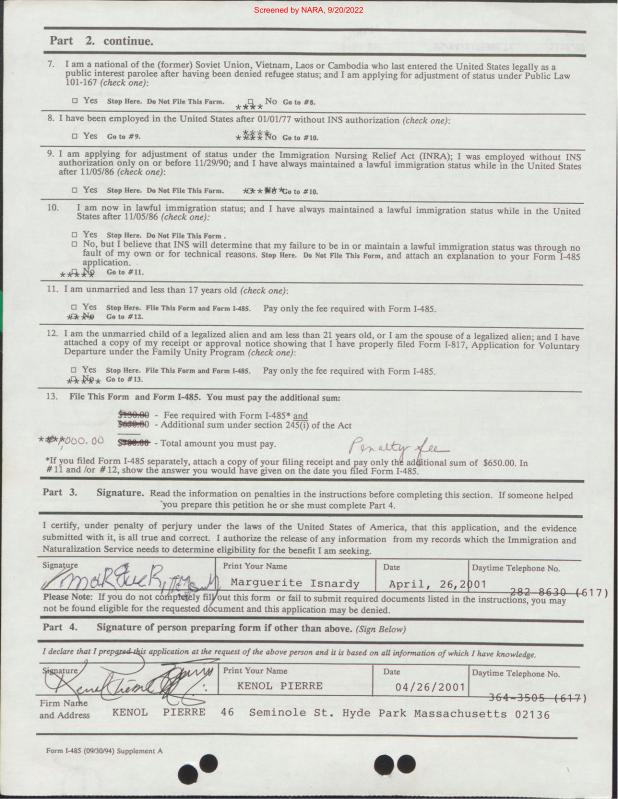 Screened by NARA, 9/20/2022
Part 2. continue.
7. I am a national of the (former) Soviet Union, Vietnam, Laos or Cambodia who last entered the United States legally as a
public interest parolee after having been denied refugee status; and I am applying for adjustment of status under Public Law
101-167 (check one):
□ Yes Stop Here. Do Not File This Form. □ **** No Go to #8.
8. I have been employed in the United States after 01/01/77 without INS authorization (check one):
□ Yes Go to #9. **** No Go to #10.
9. I am applying for adjustment of status under the Immigration Nursing Relief Act (INRA); I was employed without INS
authorization only on or before 11/29/90; and I have always maintained a lawful immigration status while in the United States
after 11/05/86 (check one):
□ Yes Stop Here. Do Not File This Form. **** No Go to #10.
10. I am now in lawful immigration status; and I have always maintained a lawful immigration status while in the United
States after 11/05/86 (check one):
□ Yes Stop Here. Do Not File This Form .
□ No, but I believe that INS will determine that my failure to be in or maintain a lawful immigration status was through no
fault of my own or for technical reasons. Stop Here. Do Not File This Form, and attach an explanation to your Form I-485
application.
****□ No Go to #11.
11. I am unmarried and less than 17 years old (check one):
□ Yes Stop Here. File This Form and Form I-485. Pay only the fee required with Form I-485.
**** No Go to #12.
12. I am the unmarried child of a legalized alien and am less than 21 years old, or I am the spouse of a legalized alien; and I have
attached a copy of my receipt or approval notice showing that I have properly filed Form I-817, Application for Voluntary
Departure under the Family Unity Program (check one):
□ Yes Stop Here. File This Form and Form I-485. Pay only the fee required with Form I-485.
****□ No Go to #13.
13. File This Form and Form I-485. You must pay the additional sum:
$130.00 - Fee required with Form I-485* and
$650.00 - Additional sum under section 245(i) of the Act
****1,000.00 $780.00 - Total amount you must pay. Penalty fee
*If you filed Form I-485 separately, attach a copy of your filing receipt and pay only the additional sum of $650.00. In
#11 and /or #12, show the answer you would have given on the date you filed Form I-485.
Part 3. Signature. Read the information on penalties in the instructions before completing this section. If someone helped
you prepare this petition he or she must complete Part 4.
I certify, under penalty of perjury under the laws of the United States of America, that this application, and the evidence
submitted with it, is all true and correct. I authorize the release of any information from my records which the Immigration and
Naturalization Service needs to determine eligibility for the benefit I am seeking.
Signature Print Your Name Date Daytime Telephone No.
Marguerite Isnardy April, 26,2001
282-8630 (617)
Please Note: If you do not completely fill out this form or fail to submit required documents listed in the instructions, you may
not be found eligible for the requested document and this application may be denied.
Part 4. Signature of person preparing form if other than above. (Sign Below)
I declare that I prepared this application at the request of the above person and it is based on all information of which I have knowledge.
Signature Print Your Name Date Daytime Telephone No.
Kenol Pierre KENOL PIERRE 04/26/2001
364-3505 (617)
Firm Name
and Address KENOL PIERRE 46 Seminole St. Hyde Park Massachusetts 02136
Form I-485 (09/30/94) Supplement A